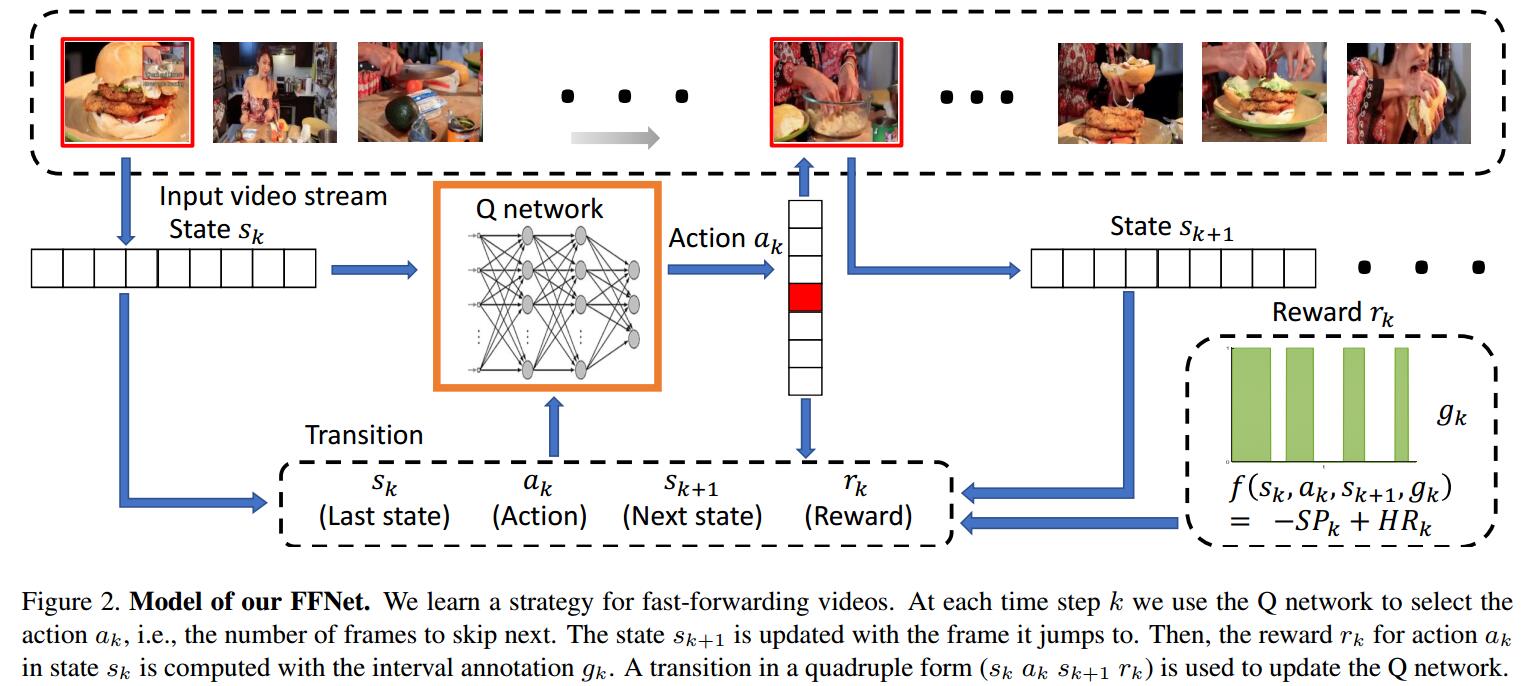 Input video stream
State s_k
Q network
Action a_k
State s_{k+1}
Reward r_k
g_k
f(s_k, a_k, s_{k+1}, g_k)
= −SP_k + HR_k
Transition
s_k a_k s_{k+1} r_k
(Last state) (Action) (Next state) (Reward)
Figure 2. Model of our FFNet. We learn a strategy for fast-forwarding videos. At each time step k we use the Q network to select the
action a_k, i.e., the number of frames to skip next. The state s_{k+1} is updated with the frame it jumps to. Then, the reward r_k for action a_k
in state s_k is computed with the interval annotation g_k. A transition in a quadruple form (s_k a_k s_{k+1} r_k) is used to update the Q network.